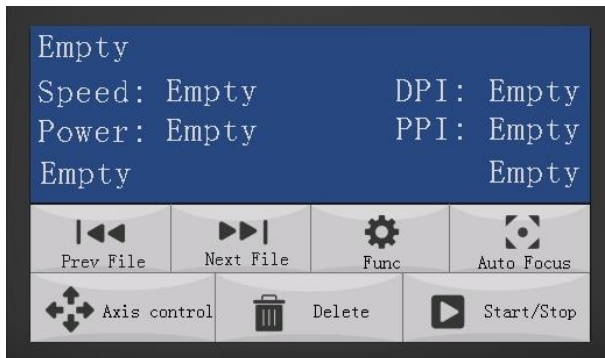 Empty
Speed: Empty DPI: Empty
Power: Empty PPI: Empty
Empty Empty
Prev File Next File Func Auto Focus
Axis control Delete Start/Stop